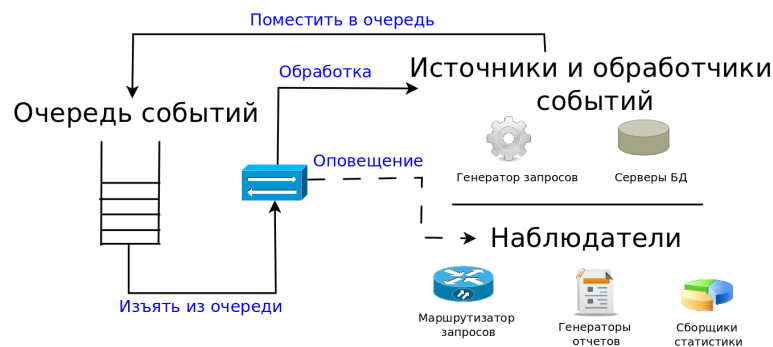 Поместить в очередь
Обработка
Источники и обработчики
событий
Очередь событий
Оповещение
Генератор запросов
Серверы БД
Наблюдатели
Изъять из очереди
Маршрутизатор
запросов
Генераторы
отчетов
Сборщики
статистики